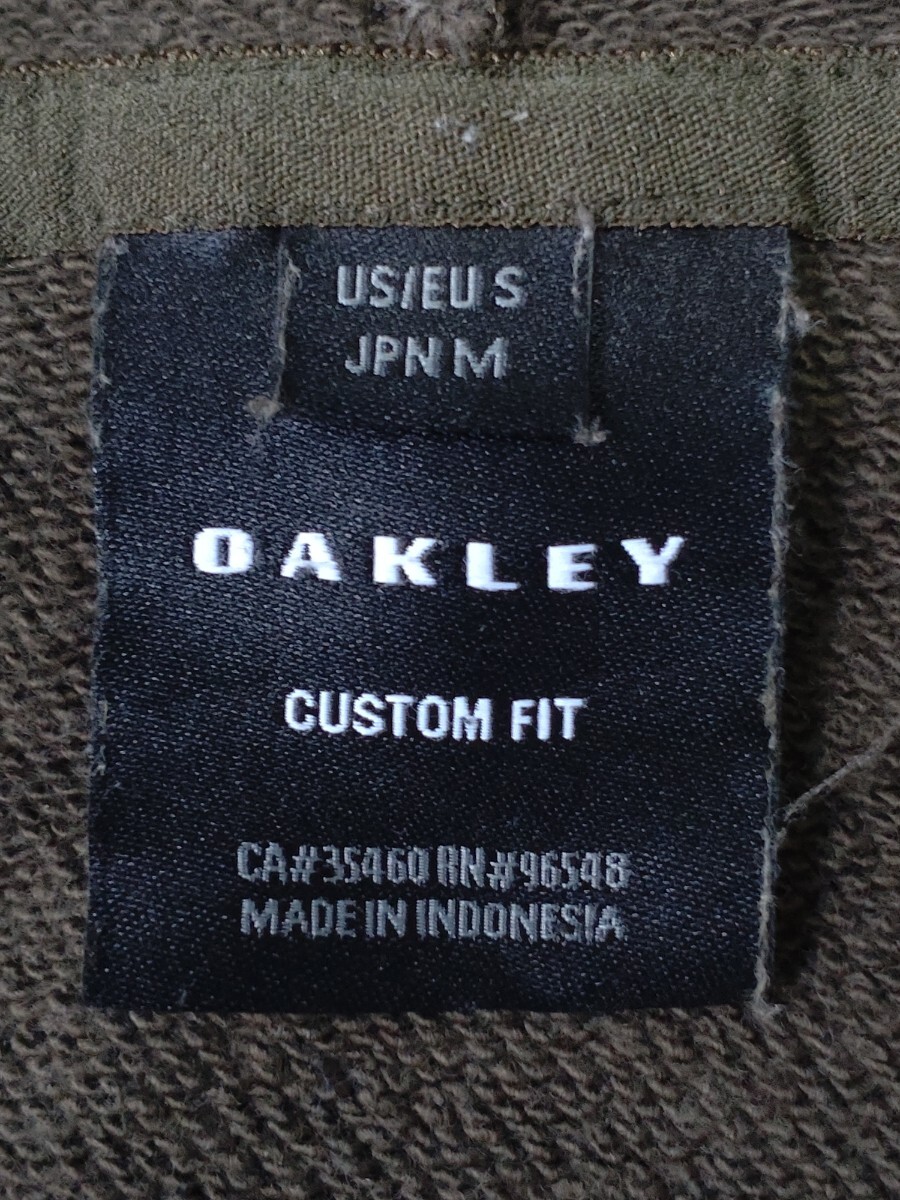 US/EU S
JPN M
OAKLEY
CUSTOM FIT
CA#35460 RN#96548
MADE IN INDONESIA